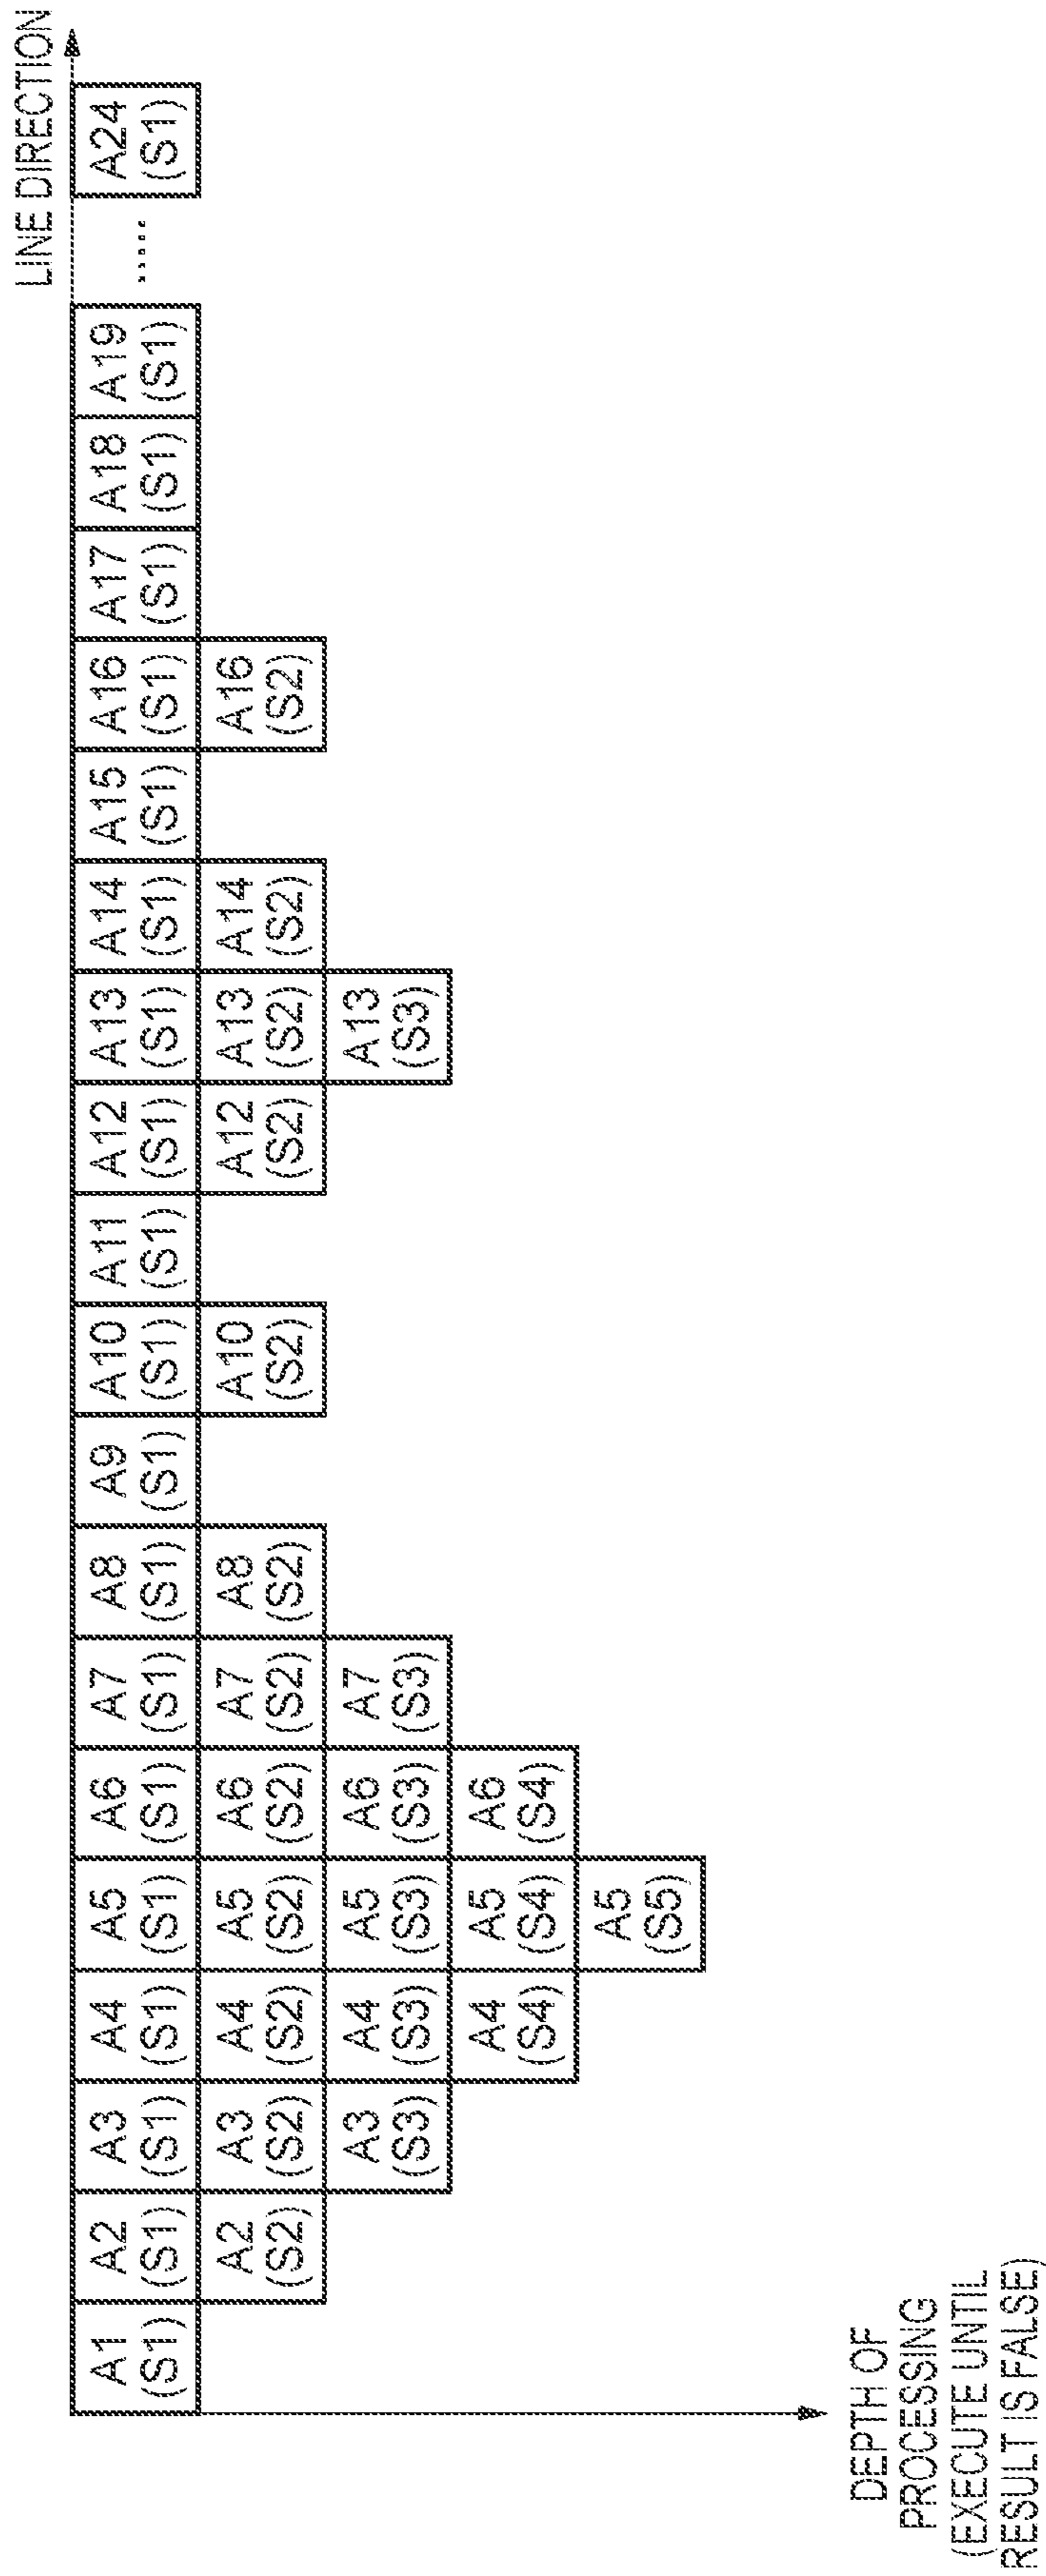 LINE DIRECTION
A1
(S1)
A2
(S1)
A3
(S1)
A4
(S1)
A5
(S1)
A6
(S1)
A7
(S1)
A8
(S1)
A9
(S1)
A10
(S1)
A11
(S1)
A12
(S1)
A13
(S1)
A14
(S1)
A15
(S1)
A16
(S1)
A17
(S1)
A18
(S1)
A19
(S1)
.....
A24
(S1)
A2
(S2)
A3
(S2)
A4
(S2)
A5
(S2)
A6
(S2)
A7
(S2)
A8
(S2)
A10
(S2)
A12
(S2)
A13
(S2)
A14
(S2)
A16
(S2)
A3
(S3)
A4
(S3)
A5
(S3)
A6
(S3)
A7
(S3)
A13
(S3)
A4
(S4)
A5
(S4)
A6
(S4)
A5
(S5)
DEPTH OF
PROCESSING
(EXECUTE UNTIL
RESULT IS FALSE)